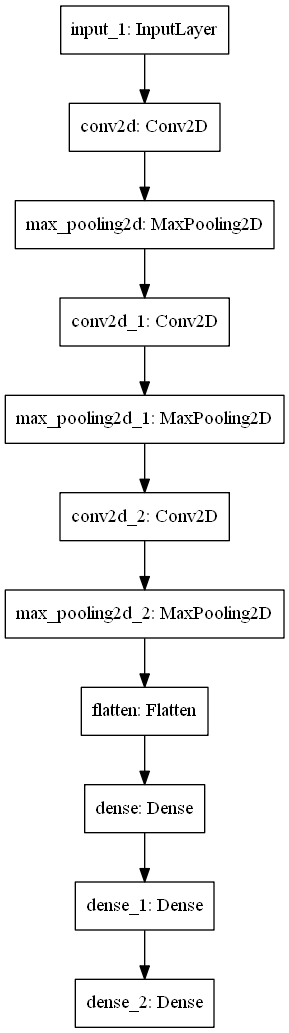 input_1: InputLayer
conv2d: Conv2D
max_pooling2d: MaxPooling2D
conv2d_1: Conv2D
max_pooling2d_1: MaxPooling2D
conv2d_2: Conv2D
max_pooling2d_2: MaxPooling2D
flatten: Flatten
dense: Dense
dense_1: Dense
dense_2: Dense